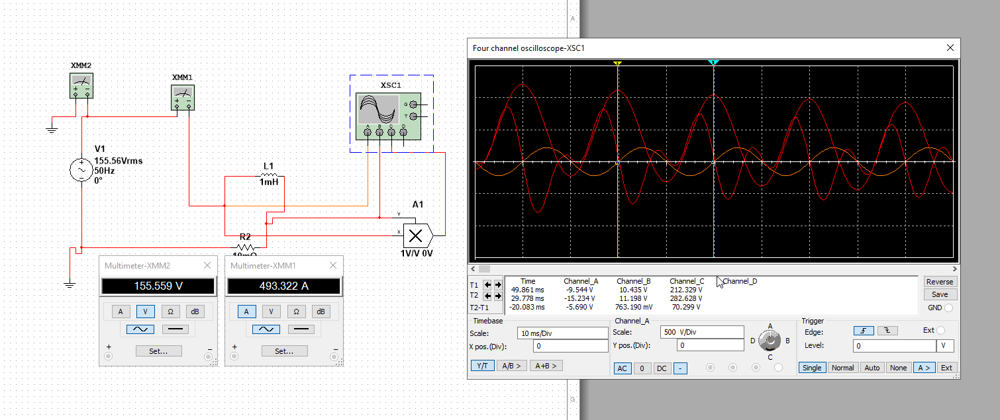 A
XMM2
XMM1
XSC1
G
T
A B C D
V1
155.56Vrms
50Hz
0°
L1
1mH
A1
Y
X
R2
10mΩ
1V/V 0V
G
Multimeter-XMM2
155.559 V
A V Ω dB
Set...
+ −
Multimeter-XMM1
493.322 A
A V Ω dB
Set...
+ −
Four channel oscilloscope-XSC1
Time Channel_A Channel_B Channel_C Channel_D
T1 49.861 ms -9.544 V 10.435 V 212.329 V
T2 29.778 ms -15.234 V 11.198 V 282.628 V
T2-T1 -20.083 ms -5.690 V 763.190 mV 70.299 V
Reverse
Save
GND
Timebase
Scale: 10 ms/Div
X pos.(Div): 0
Y/T A/B > A+B >
Channel_A
Scale: 500 V/Div
Y pos.(Div): 0
AC 0 DC -
A
D B
C
Trigger
Edge: Ext
Level: 0 V
Single Normal Auto None A > Ext